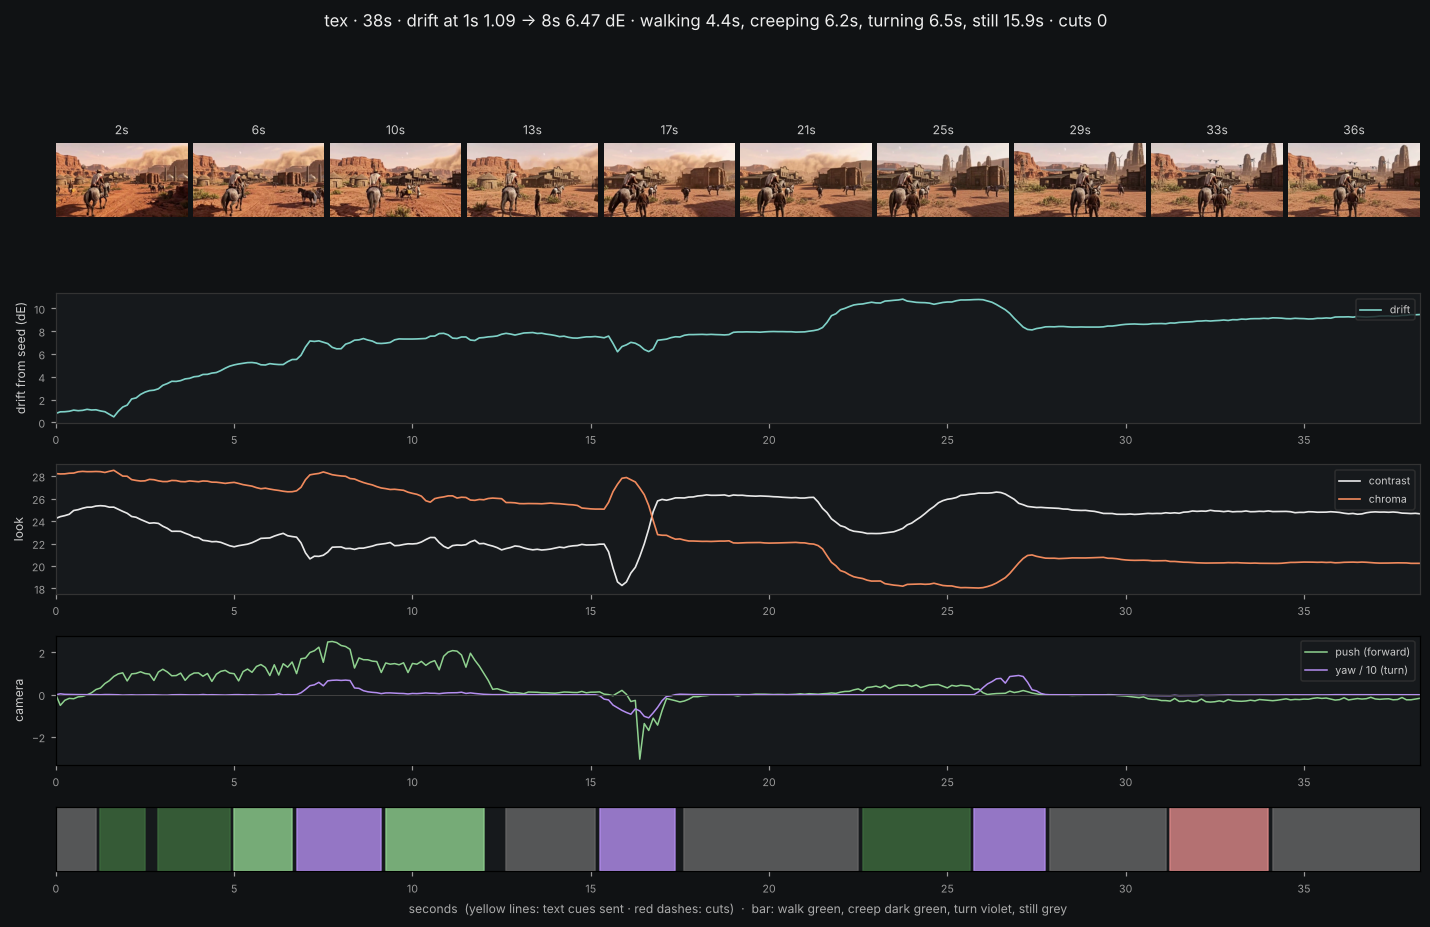 tex · 38s · drift at 1s 1.09 → 8s 6.47 dE · walking 4.4s, creeping 6.2s, turning 6.5s, still 15.9s · cuts 0
2s 6s 10s 13s 17s 21s 25s 29s 33s 36s
drift from seed (dE)
10
8
6
4
2
0
drift
0 5 10 15 20 25 30 35
look
28
26
24
22
20
18
contrast
chroma
0 5 10 15 20 25 30 35
camera
2
0
−2
push (forward)
yaw / 10 (turn)
0 5 10 15 20 25 30 35
0 5 10 15 20 25 30 35
seconds (yellow lines: text cues sent · red dashes: cuts) · bar: walk green, creep dark green, turn violet, still grey